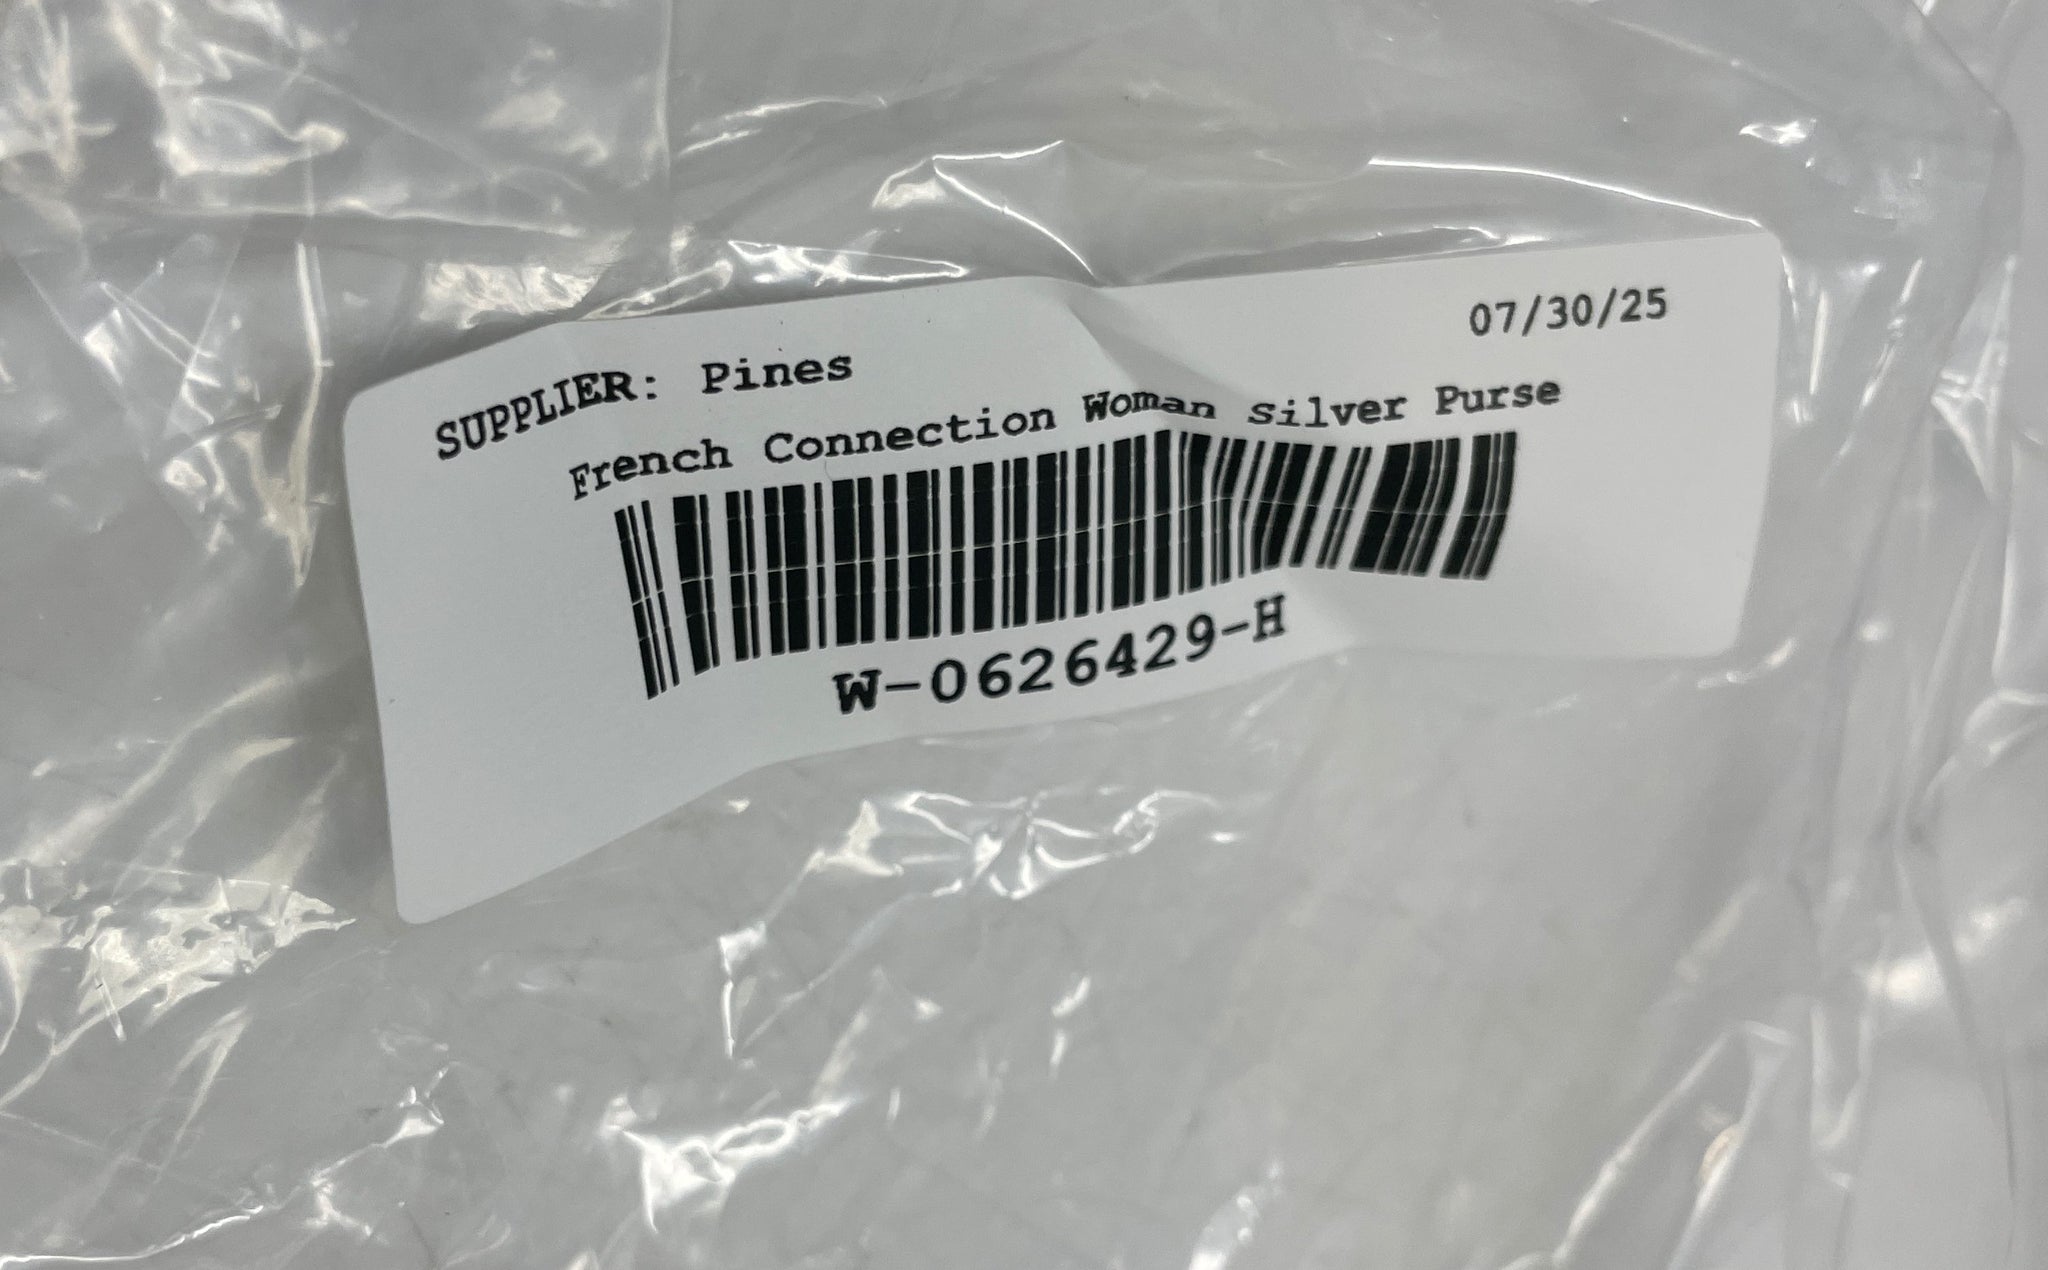 07/30/25
SUPPLIER: Pines
French Connection Woman Silver Purse
W-0626429-H